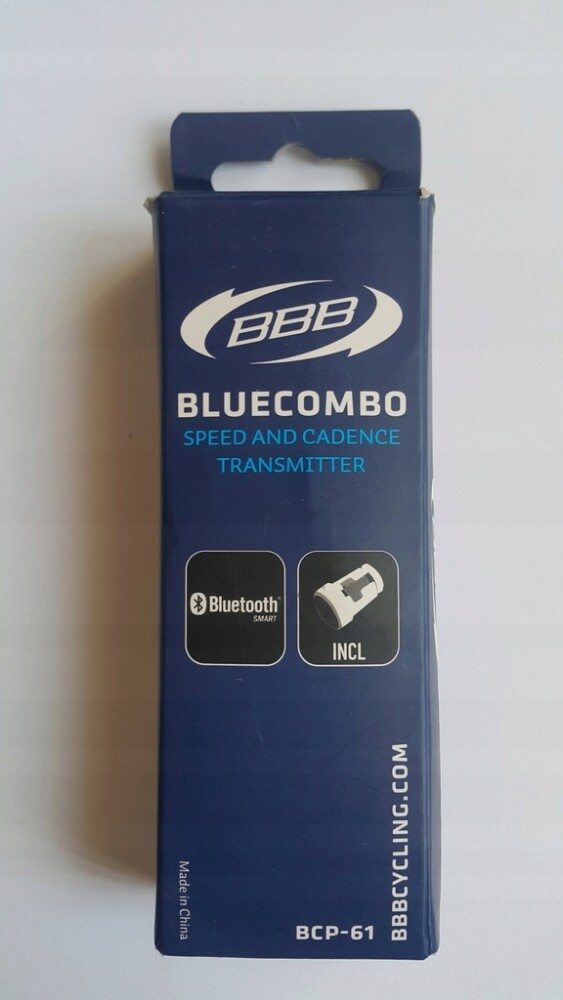 BBB
BLUECOMBO
SPEED AND CADENCE
TRANSMITTER
Bluetooth®
SMART
INCL
BBBCYCLING.COM
Made in China
BCP-61